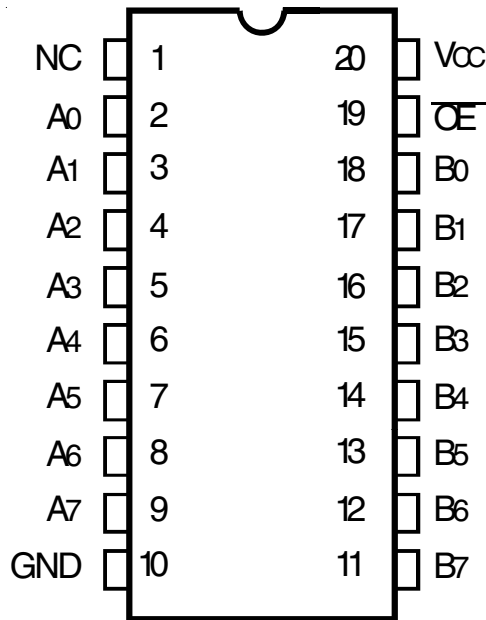 NC 1 20 VCC
A0 2 19 O̅E̅
A1 3 18 B0
A2 4 17 B1
A3 5 16 B2
A4 6 15 B3
A5 7 14 B4
A6 8 13 B5
A7 9 12 B6
GND 10 11 B7